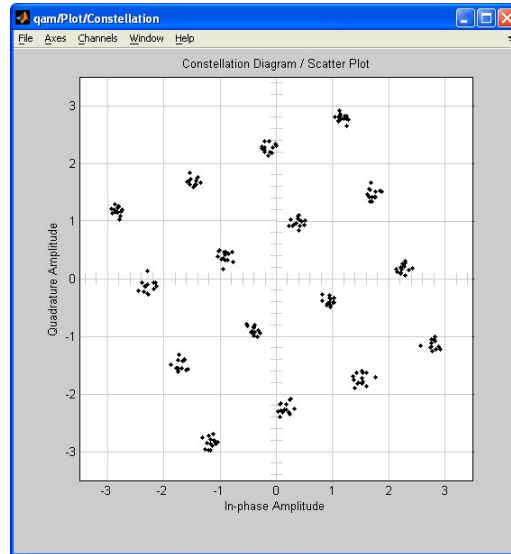 qam/Plot/Constellation
File Axes Channels Window Help
Constellation Diagram / Scatter Plot
3
2
1
0
-1
-2
-3
Quadrature Amplitude
-3 -2 -1 0 1 2 3
In-phase Amplitude